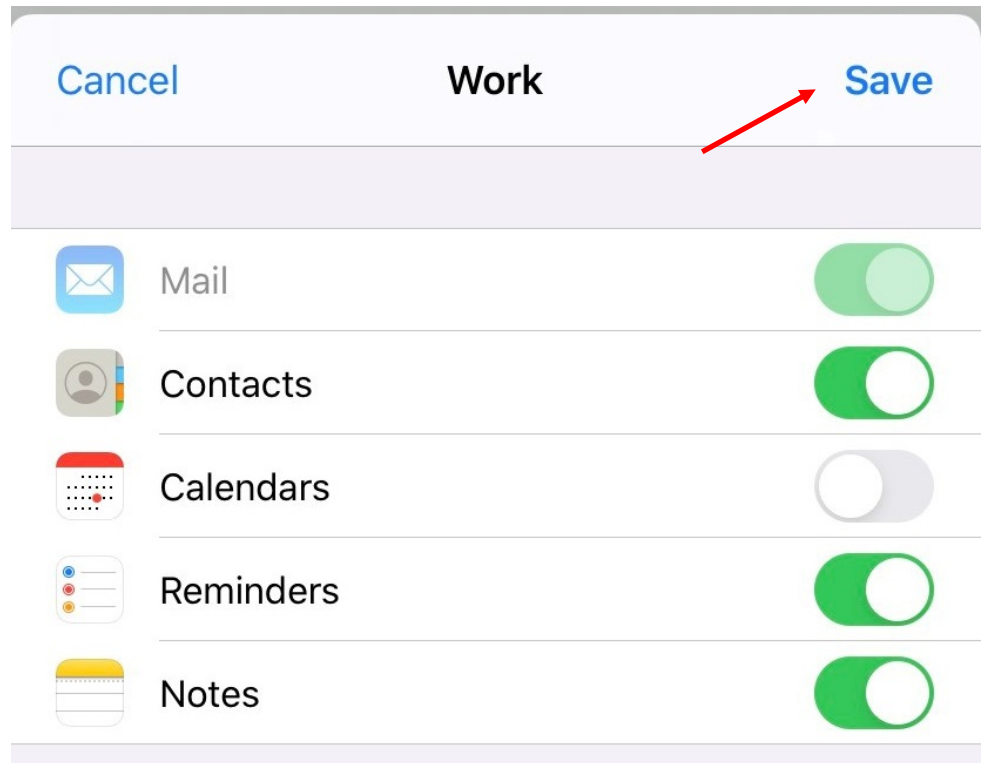 Cancel Work Save
Mail
Contacts
Calendars
Reminders
Notes